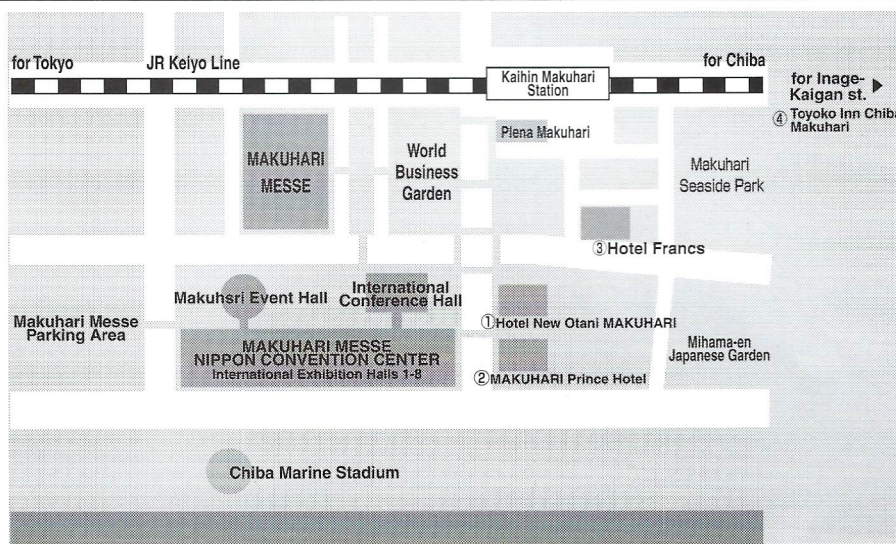 for Tokyo
JR Keiyo Line
for Chiba
Kaihin Makuhari
Station
for Inage-
Kaigan st.
④ Toyoko Inn Chiba
Makuhari
Plena Makuhari
MAKUHARI
MESSE
World
Business
Garden
Makuhari
Seaside Park
③Hotel Francs
Makuhsri Event Hall
International
Conference Hall
Makuhari Messe
Parking Area
①Hotel New Otani MAKUHARI
MAKUHARI MESSE
NIPPON CONVENTION CENTER
International Exhibition Halls 1-8
②MAKUHARI Prince Hotel
Mihama-en
Japanese Garden
Chiba Marine Stadium